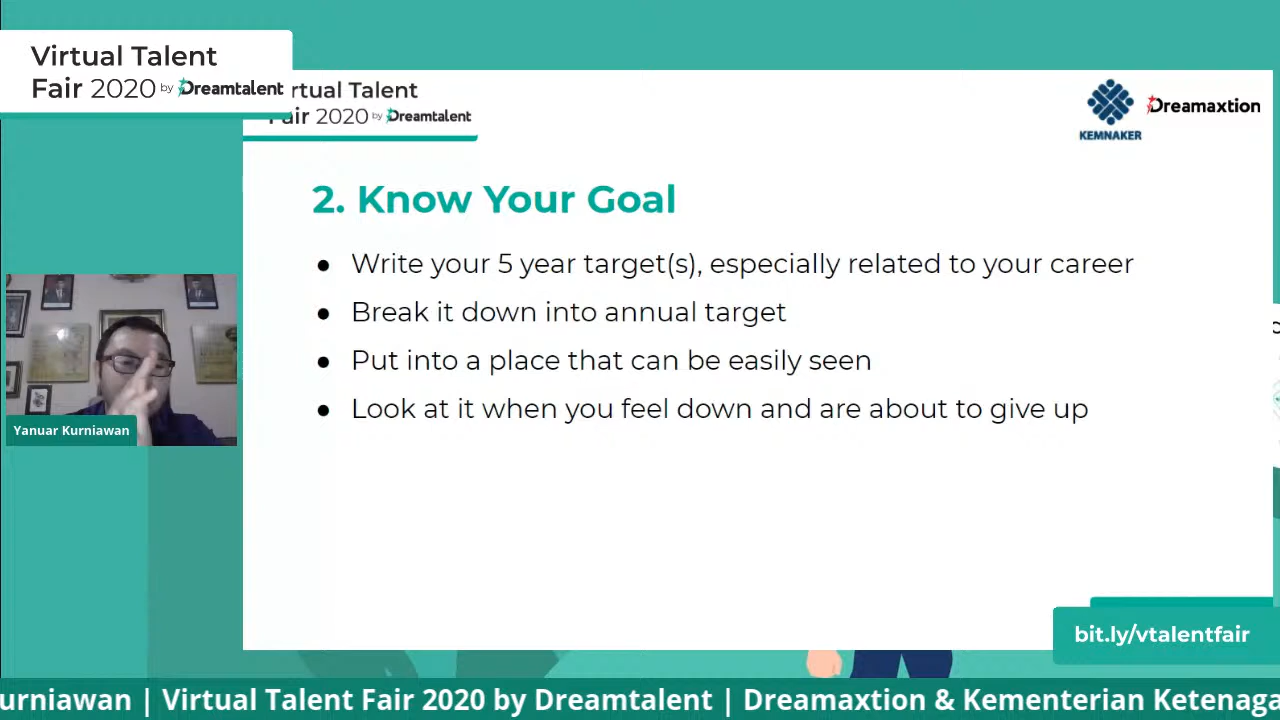 Virtual Talent
Fair 2020 by Dreamtalent
rtual Talent
Fair 2020 by Dreamtalent
KEMNAKER
Dreamaxtion
2. Know Your Goal
● Write your 5 year target(s), especially related to your career
● Break it down into annual target
● Put into a place that can be easily seen
● Look at it when you feel down and are about to give up
Yanuar Kurniawan
bit.ly/vtalentfair
urniawan | Virtual Talent Fair 2020 by Dreamtalent | Dreamaxtion & Kementerian Ketenaga